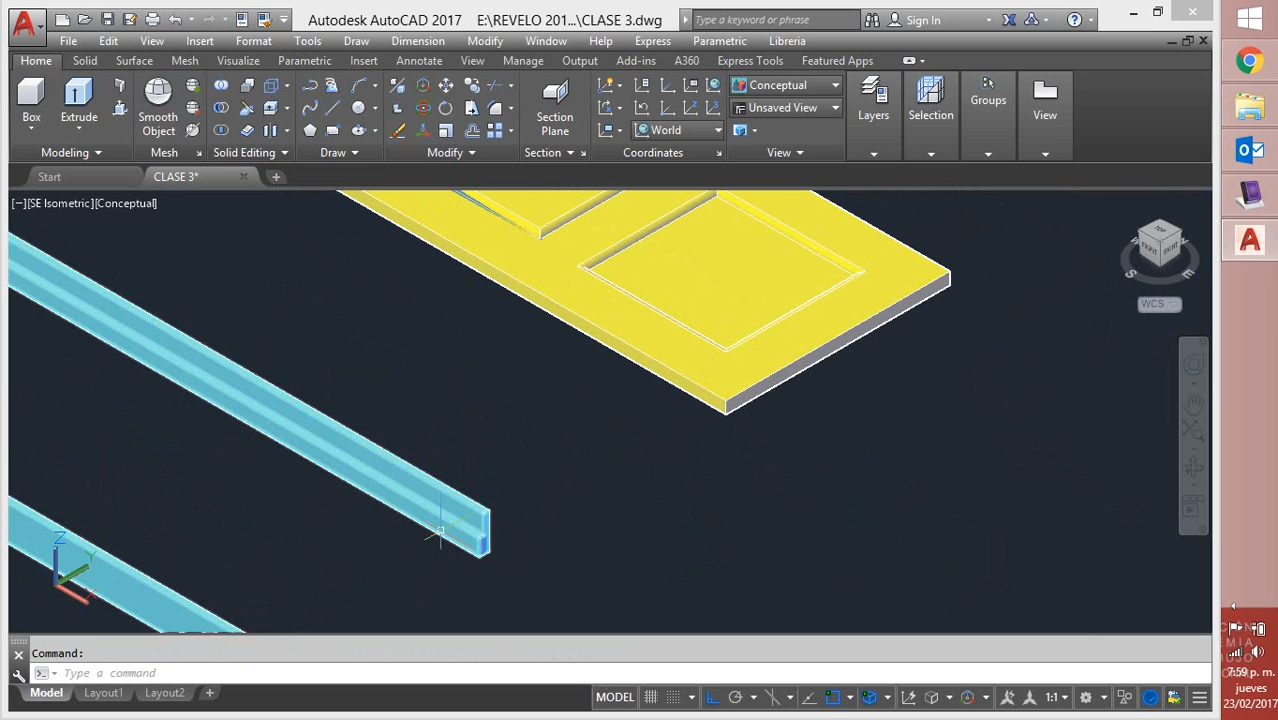 Autodesk AutoCAD 2017 E:\REVELO 201...\CLASE 3.dwg
Type a keyword or phrase
Sign In
File Edit View Insert Format Tools Draw Dimension Modify Window Help Express Parametric Libreria
Home Solid Surface Mesh Visualize Parametric Insert Annotate View Manage Output Add-ins A360 Express Tools Featured Apps
Box
Extrude
Smooth
Object
Section
Plane
World
Conceptual
Unsaved View
Layers
Selection
Groups
View
Modeling
Mesh
Solid Editing
Draw
Modify
Section
Coordinates
View
Start
CLASE 3*
[−][SE Isometric][Conceptual]
TOP
FRONT
S
E
WCS
Z
Y
X
Command:
Type a command
Model
Layout1
Layout2
MODEL
1:1
7:59 p. m.
jueves
23/02/2017